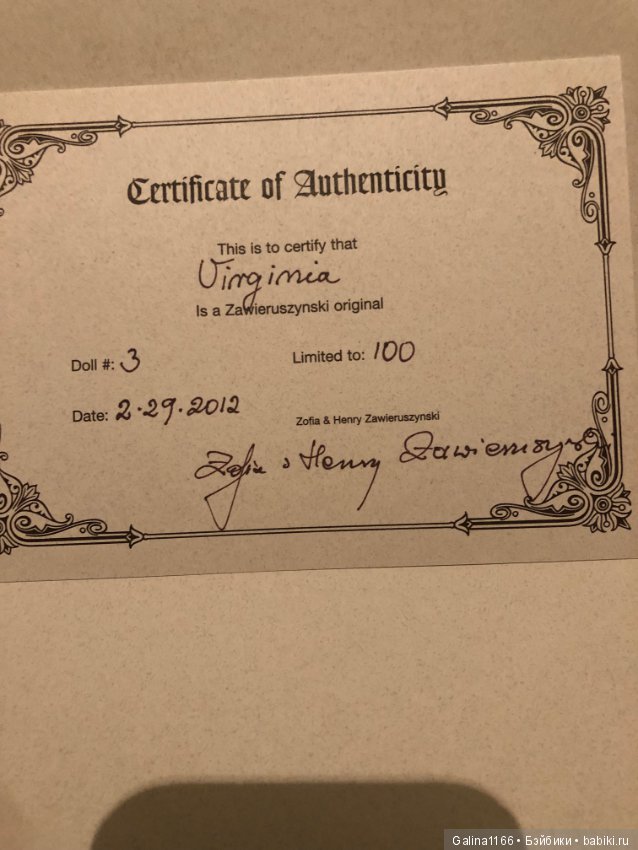 Certificate of Authenticity
This is to certify that
Virginia
Is a Zawieruszynski original
Doll #: 3 Limited to: 100
Date: 2·29·2012 Zofia & Henry Zawieruszynski
Zofia & Henry Zawieruszynski
Galina1166 • Бэйбики • babiki.ru